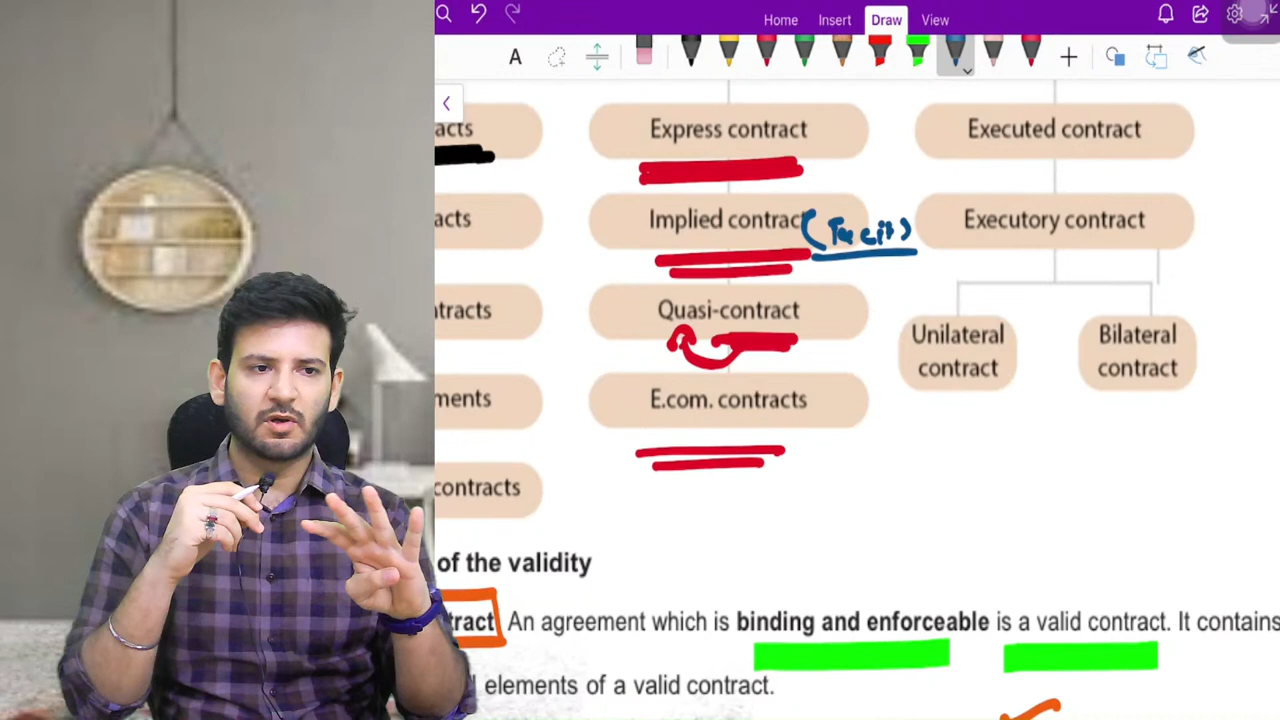 Home Insert Draw View
A
acts
Express contract
Executed contract
acts
Implied contract
(Tacit)
Executory contract
tracts
Quasi-contract
Unilateral
contract
Bilateral
contract
ments
E.com. contracts
contracts
of the validity
tract An agreement which is binding and enforceable is a valid contract. It contains
l elements of a valid contract.